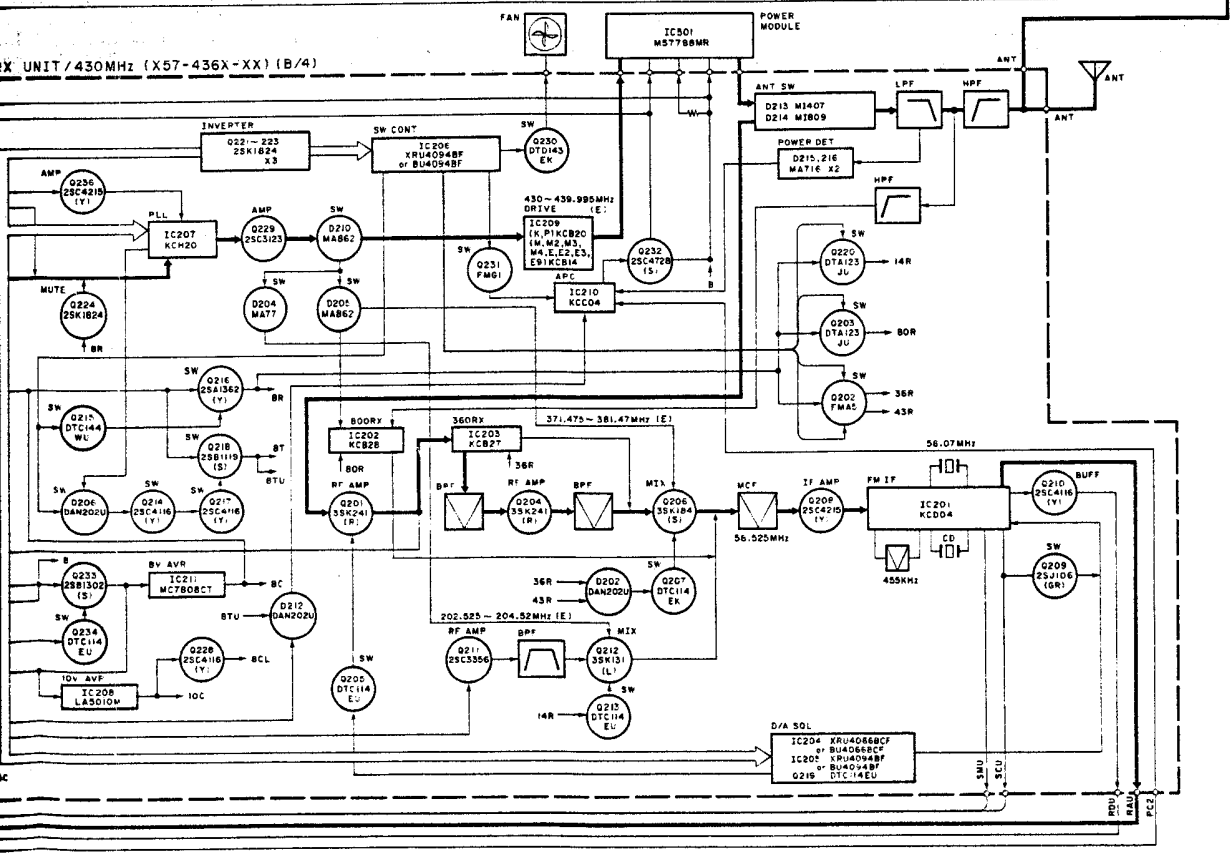 FAN
IC501
M57788MR
POWER
MODULE
RX UNIT/430MHz (X57-436X-XX) (B/4)
ANT
ANT
ANT
ANT SW
D213 MI407
D214 MI809
LPF
HPF
POWER DET
D215,216
MA716 X2
HPF
INVERTER
Q221~223
2SK1824
X3
SW CONT
IC206
XRU4094BF
or BU4094BF
SW
Q230
DTD143
EK
AMP
Q236
2SC4215
(Y)
PLL
IC207
KCH20
AMP
Q229
2SC3123
SW
D210
MA862
430~439.995MHz
DRIVE (E)
IC209
(K,P)KCB20
(M,M2,M3,
M4,E,E2,E3,
E9)KCB14
SW
Q231
FMG1
APC
IC210
KCC04
Q232
2SC4728
(S)
B
SW
Q220
DTA123
JU
14R
SW
Q203
DTA123
JU
80R
SW
Q202
FMA5
36R
43R
MUTE
Q224
2SK1824
8R
SW
D204
MA77
SW
D205
MA862
SW
Q216
2SA1362
(Y)
8R
SW
Q215
DTC144
WU
SW
Q218
2SB1119
(S)
8T
8TU
SW
D206
DAN202U
SW
Q214
2SC4116
(Y)
SW
Q217
2SC4116
(Y)
800RX
IC202
KCB28
80R
360RX
IC203
KCB27
36R
371.475~381.47MHz (E)
RF AMP
Q201
3SK241
(R)
BPF
RF AMP
Q204
3SK241
(R)
BPF
MIX
Q206
3SK184
(S)
MCF
56.525MHz
IF AMP
Q208
2SC4215
(Y)
FM IF
IC201
KCD04
56.07MHz
BUFF
Q210
2SC4116
(Y)
455KHz
CD
SW
Q209
2SJ106
(GR)
B
Q233
2SB1302
(S)
8V AVR
IC211
MC7808CT
8C
SW
Q234
DTC114
EU
8TU
D212
DAN202U
Q228
2SC4116
(Y)
8CL
10V AVR
IC208
LA5010M
10C
SW
Q205
DTC114
EU
36R
43R
D202
DAN202U
SW
Q207
DTC114
EK
202.525~204.52MHz (E)
RF AMP
Q211
2SC3356
BPF
MIX
Q212
3SK131
(L)
14R
SW
Q213
DTC114
EU
D/A SQL
IC204 XRU4066BCF
or BU4066BCF
IC205 XRU4094BF
or BU4094BF
Q219 DTC114EU
SMU
SCU
RDU
RAU
PC2